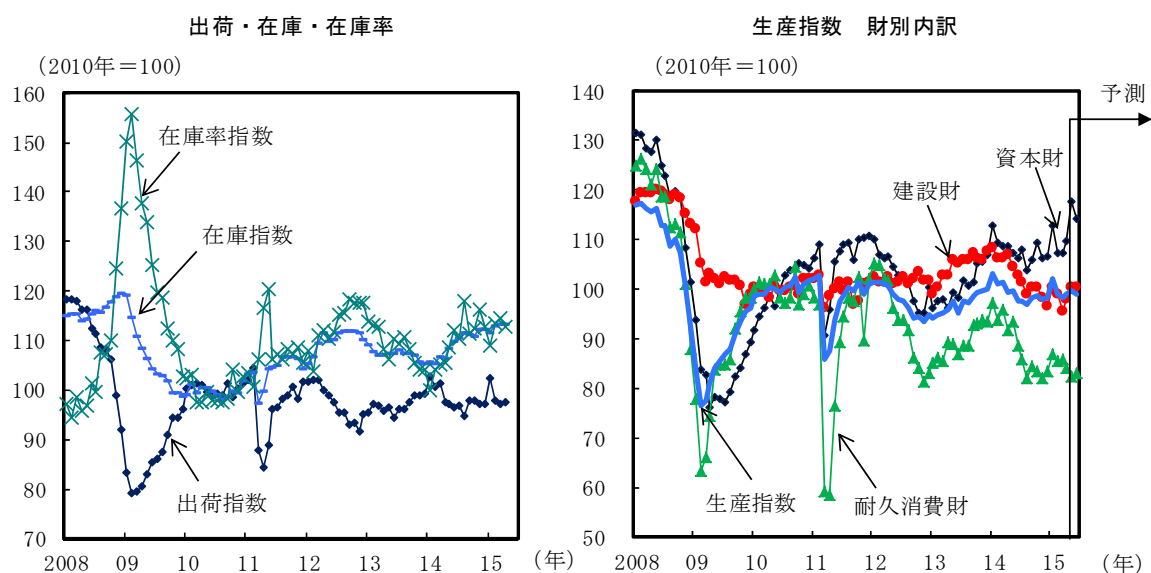 出荷・在庫・在庫率
（2010年＝100）
160
150
140
130
120
110
100
90
80
70
在庫率指数
在庫指数
出荷指数
2008 09 10 11 12 13 14 15 （年）
生産指数　財別内訳
（2010年＝100）
140
130
120
110
100
90
80
70
60
50
予測
資本財
建設財
生産指数
耐久消費財
2008 09 10 11 12 13 14 15 （年）